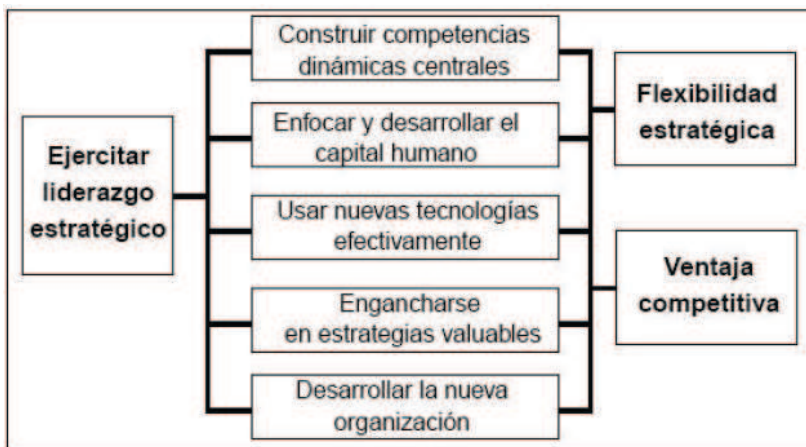 Ejercitar
liderazgo
estratégico
Construir competencias
dinámicas centrales
Enfocar y desarrollar el
capital humano
Usar nuevas tecnologías
efectivamente
Engancharse
en estrategias valuables
Desarrollar la nueva
organización
Flexibilidad
estratégica
Ventaja
competitiva